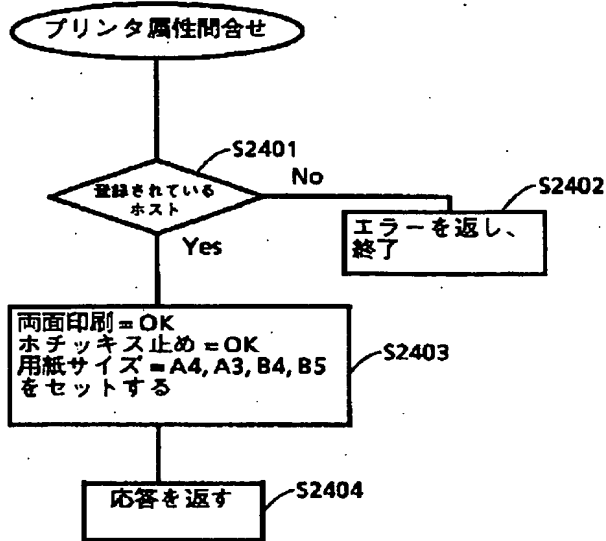 プリンタ属性問合せ
S2401
登録されている
ホスト
No
S2402
エラーを返し、
終了
Yes
両面印刷=OK
ホチッキス止め=OK
用紙サイズ=A4, A3, B4, B5
をセットする
S2403
応答を返す
S2404